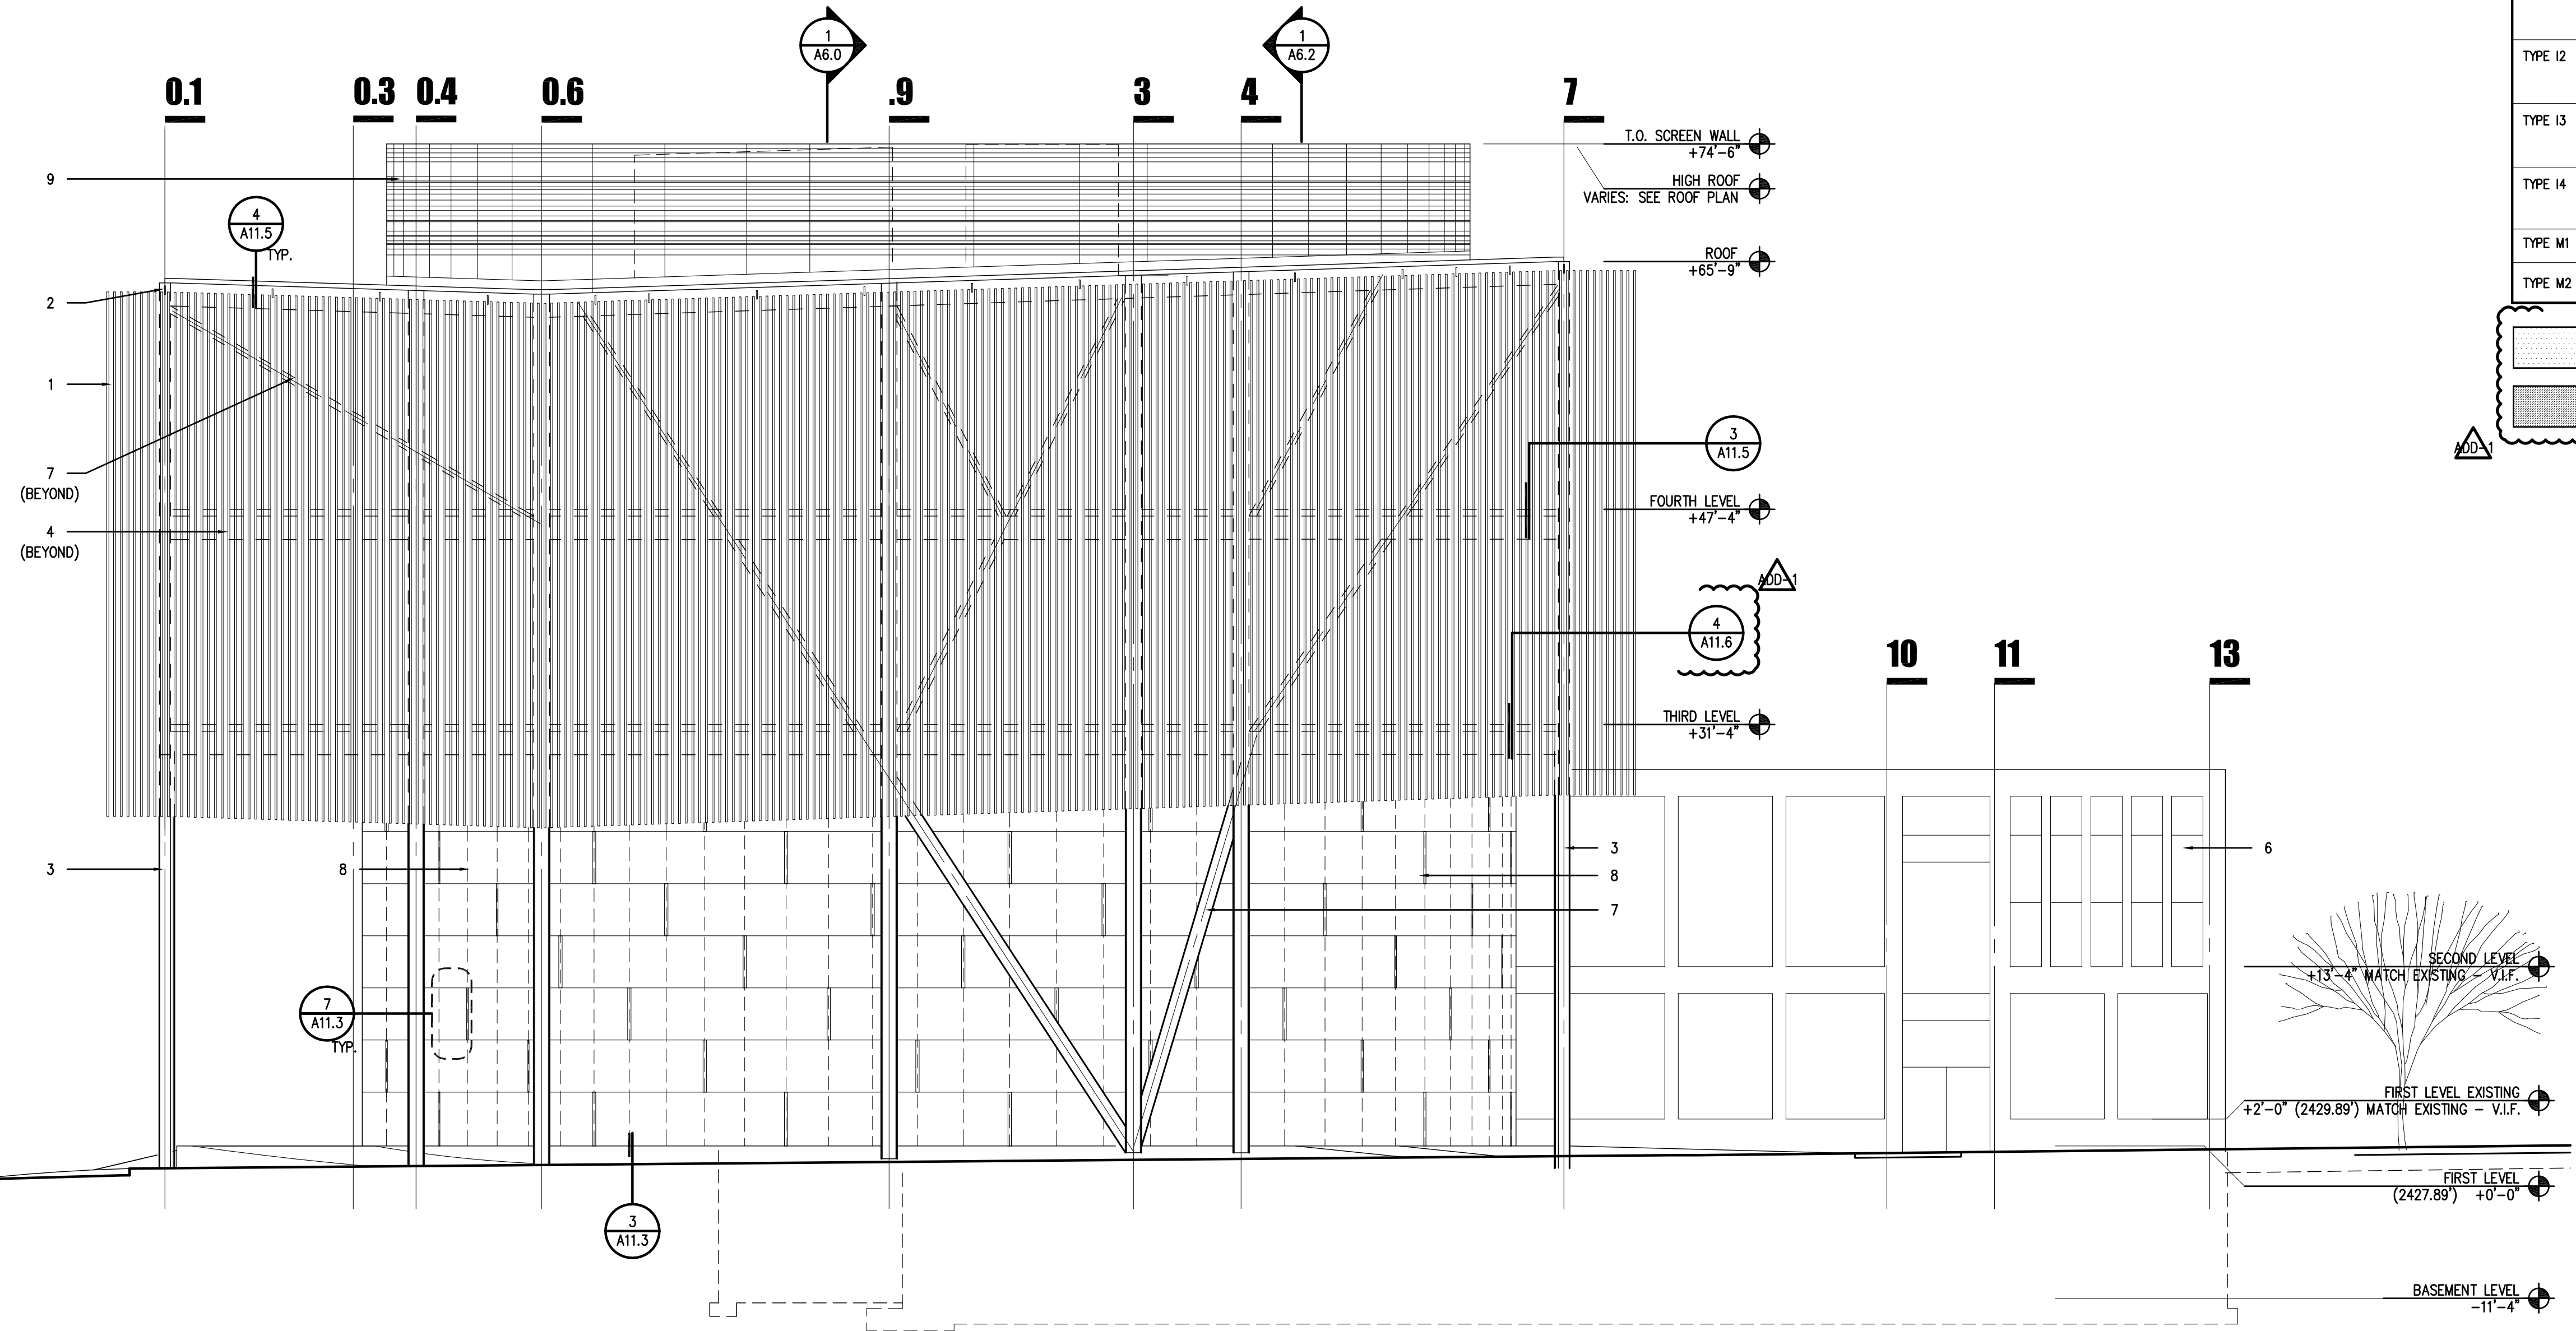 1
A6.0
1
A6.2
TYPE I2
0.1
0.3
0.4
0.6
.9
3
4
7
TYPE I3
T.O. SCREEN WALL
+74'-6"
9
HIGH ROOF
VARIES: SEE ROOF PLAN
TYPE I4
4
A11.5
TYP.
TYPE M1
ROOF
+65'-9"
TYPE M2
2
1
3
A11.5
ADD-1
7
(BEYOND)
FOURTH LEVEL
+47'-4"
4
(BEYOND)
ADD-1
4
A11.6
10
11
13
THIRD LEVEL
+31'-4"
3
6
3
8
8
7
SECOND LEVEL
+13'-4" MATCH EXISTING - V.I.F.
7
A11.3
TYP.
FIRST LEVEL EXISTING
+2'-0" (2429.89') MATCH EXISTING - V.I.F.
FIRST LEVEL
(2427.89') +0'-0"
3
A11.3
BASEMENT LEVEL
-11'-4"